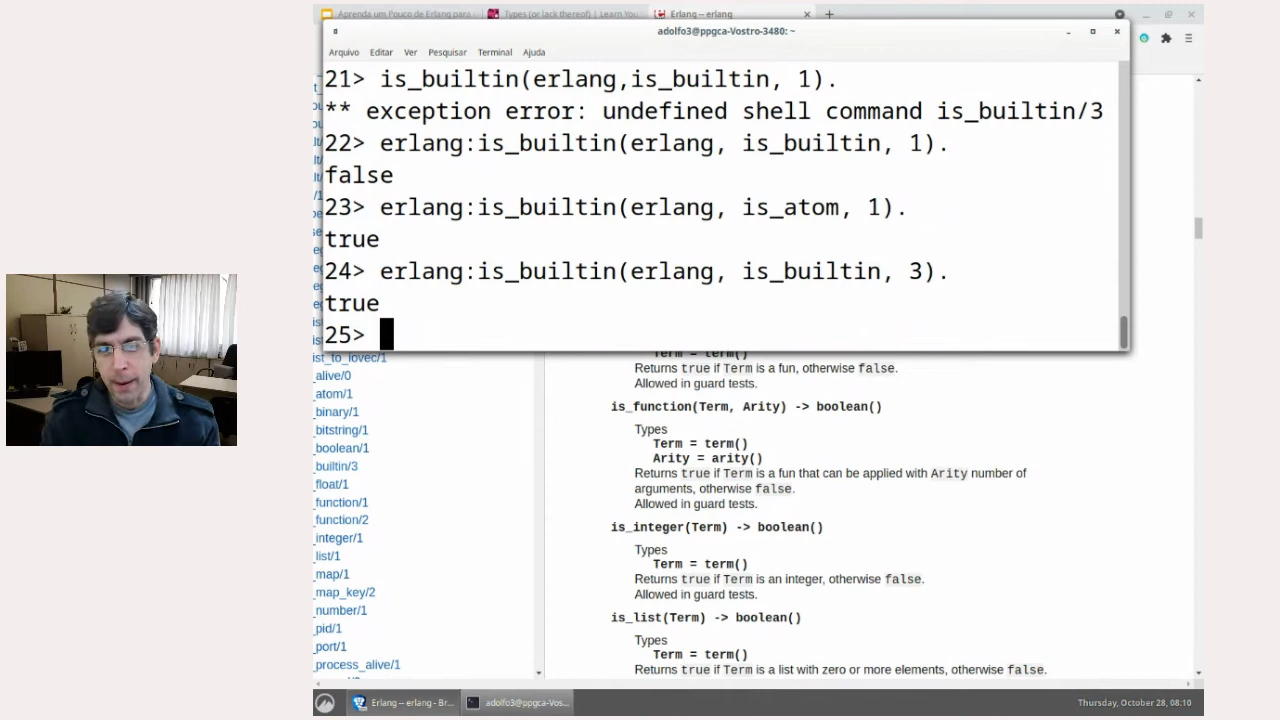 Aprenda um Pouco de Erlang para
Types (or lack thereof) | Learn You
Erlang -- erlang
adolfo3@ppgca-Vostro-3480: ~
Arquivo Editar Ver Pesquisar Terminal Ajuda
21> is_builtin(erlang,is_builtin, 1).
** exception error: undefined shell command is_builtin/3
22> erlang:is_builtin(erlang, is_builtin, 1).
false
23> erlang:is_builtin(erlang, is_atom, 1).
true
24> erlang:is_builtin(erlang, is_builtin, 3).
true
25>
ist_to_iovec/1
_alive/0
_atom/1
_binary/1
_bitstring/1
_boolean/1
_builtin/3
_float/1
_function/1
_function/2
_integer/1
_list/1
_map/1
_map_key/2
_number/1
_pid/1
_port/1
_process_alive/1
Term = term()
Returns true if Term is a fun, otherwise false.
Allowed in guard tests.
is_function(Term, Arity) -> boolean()
Types
Term = term()
Arity = arity()
Returns true if Term is a fun that can be applied with Arity number of
arguments, otherwise false.
Allowed in guard tests.
is_integer(Term) -> boolean()
Types
Term = term()
Returns true if Term is an integer, otherwise false.
Allowed in guard tests.
is_list(Term) -> boolean()
Types
Term = term()
Returns true if Term is a list with zero or more elements, otherwise false.
Erlang -- erlang - Br...
adolfo3@ppgca-Vos...
Thursday, October 28, 08:10